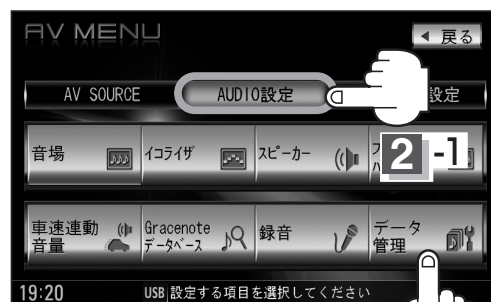 AV MENU
戻る
AV SOURCE
AUDIO設定
設定
音場
イコライザ
スピーカー
2-1
車速連動
音量
Gracenote
データベース
録音
データ
管理
19:20
USB 設定する項目を選択してください